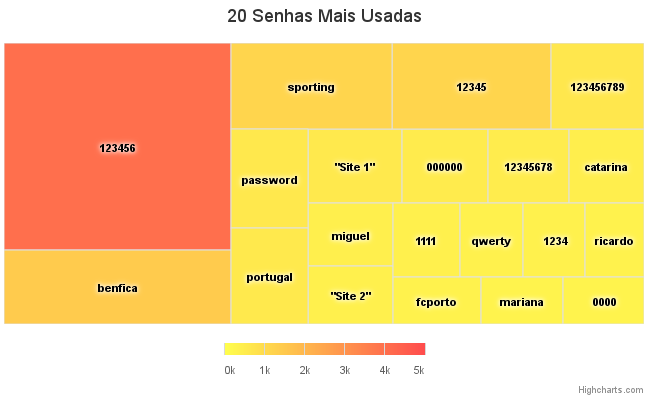 20 Senhas Mais Usadas
123456
sporting
12345
123456789
password
"Site 1"
000000
12345678
catarina
miguel
1111
qwerty
1234
ricardo
benfica
portugal
"Site 2"
fcporto
mariana
0000
0k 1k 2k 3k 4k 5k
Highcharts.com